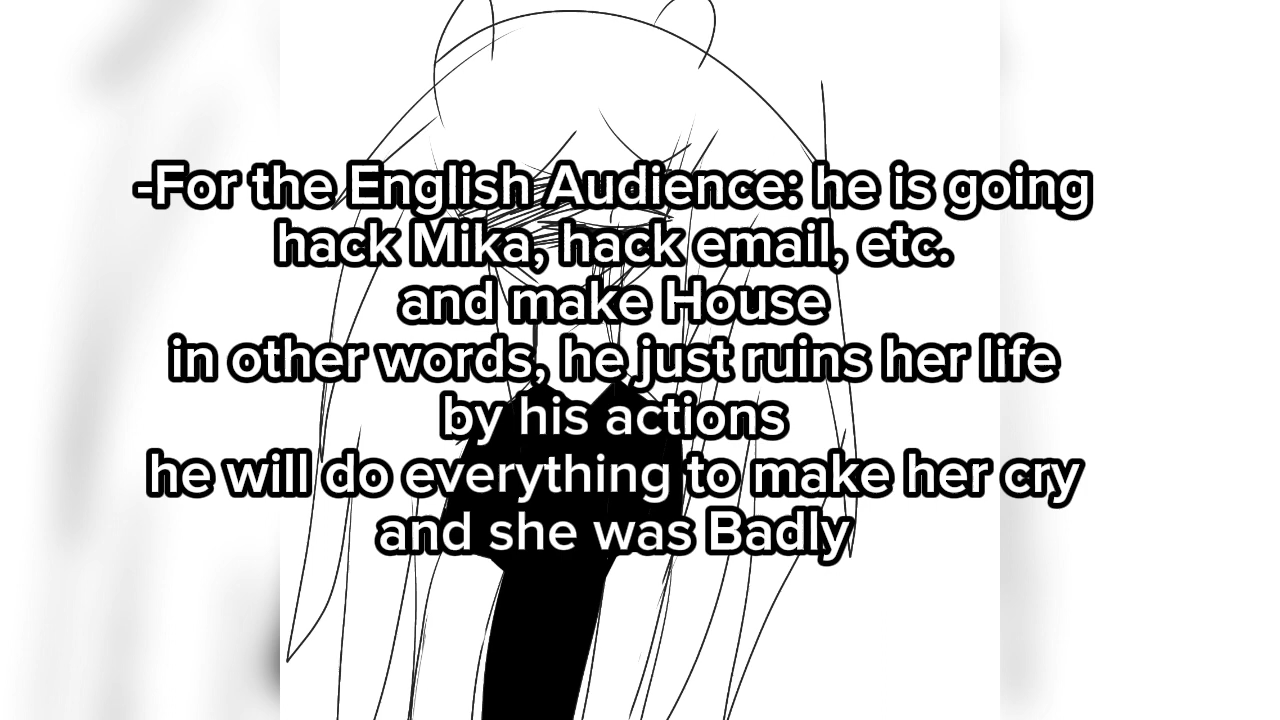 -For the English Audience: he is going
hack Mika, hack email, etc.
and make House
in other words, he just ruins her life
by his actions
he will do everything to make her cry
and she was Badly